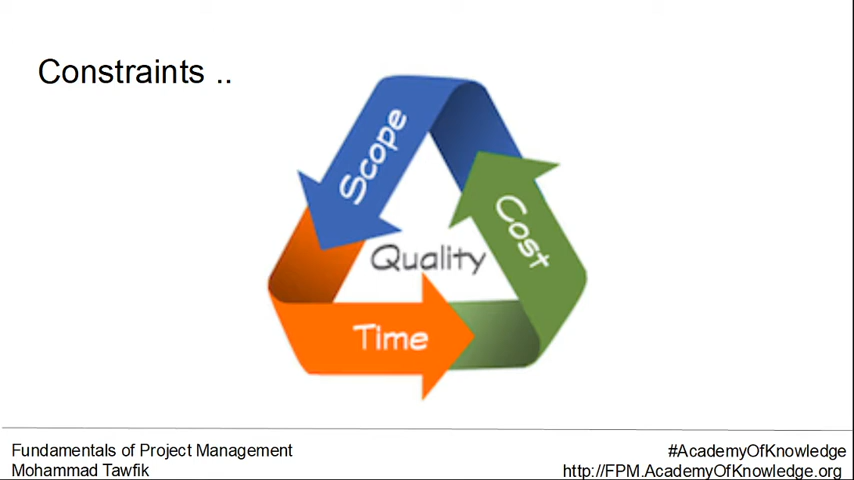 Constraints ..
Scope
Cost
Quality
Time
Fundamentals of Project Management
Mohammad Tawfik
#AcademyOfKnowledge
http://FPM.AcademyOfKnowledge.org